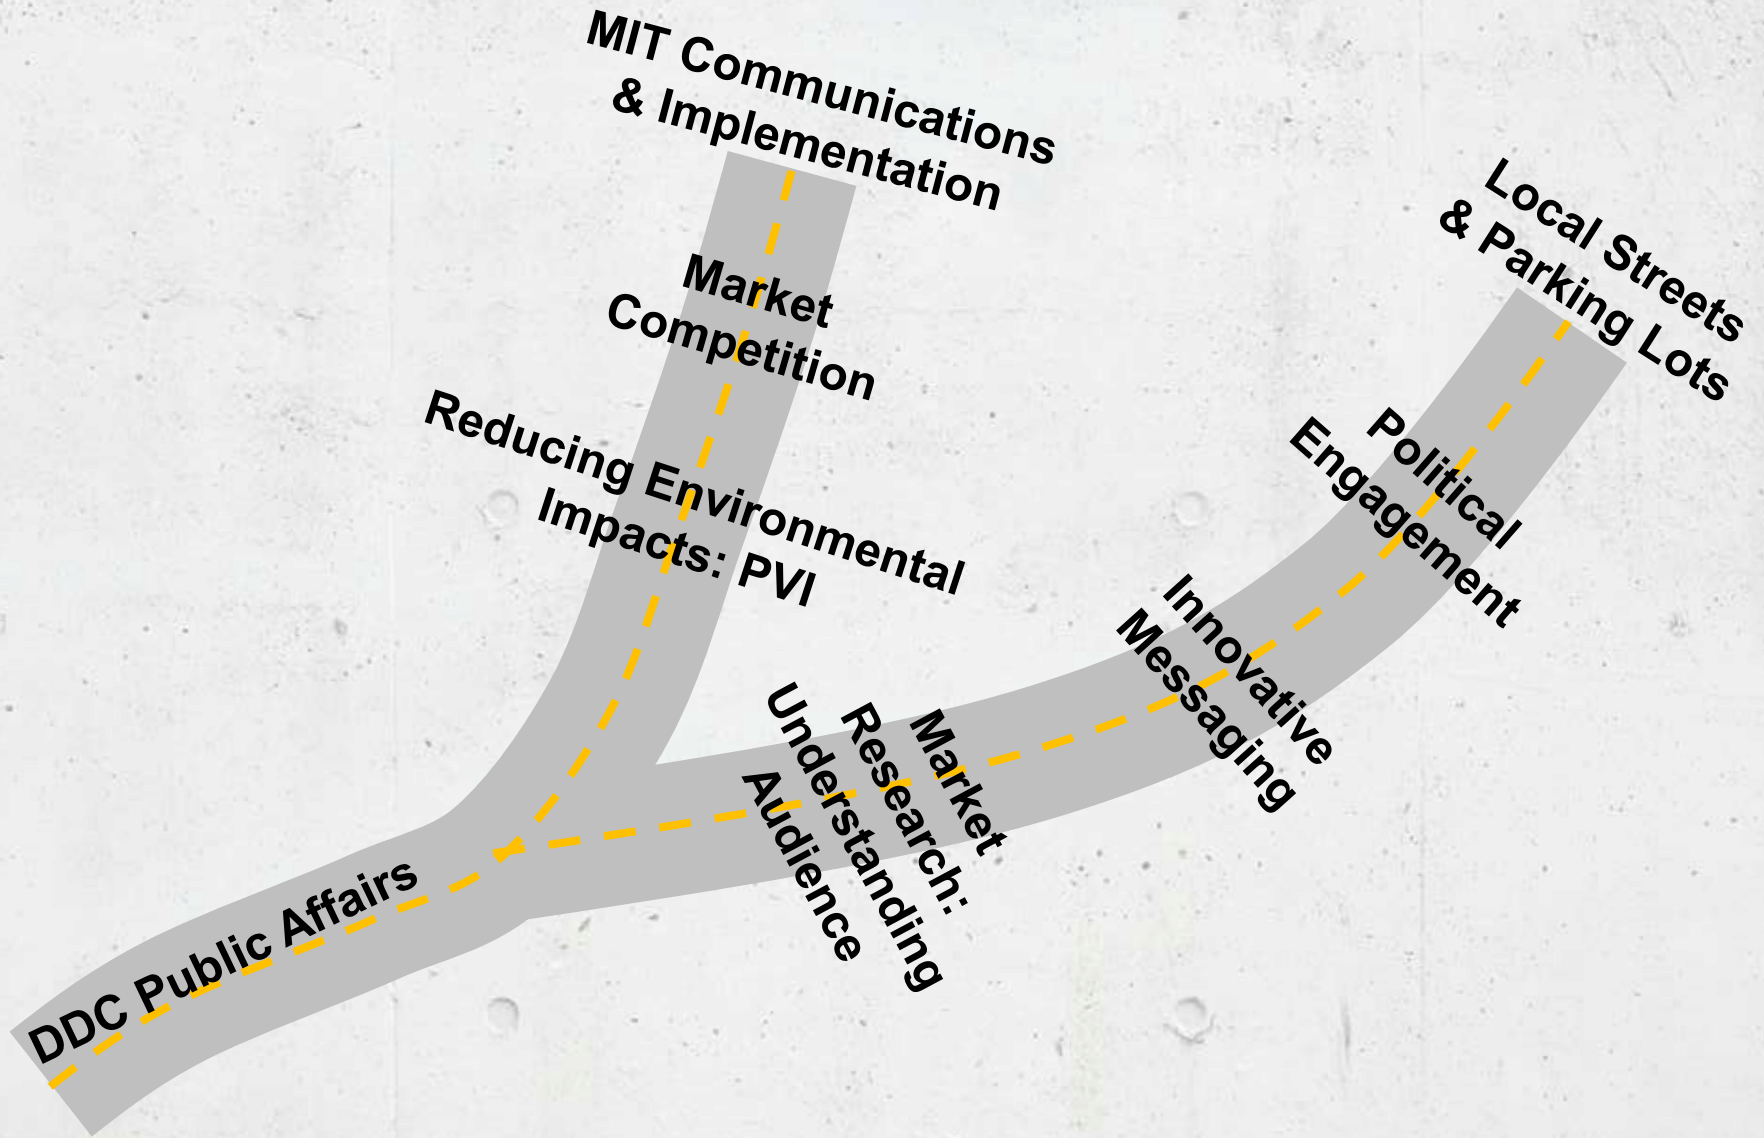 MIT Communications
& Implementation
Market
Competition
Reducing Environmental
Impacts: PVI
Local Streets
& Parking Lots
Political
Engagement
Innovative
Messaging
Market
Research:
Understanding
Audience
DDC Public Affairs